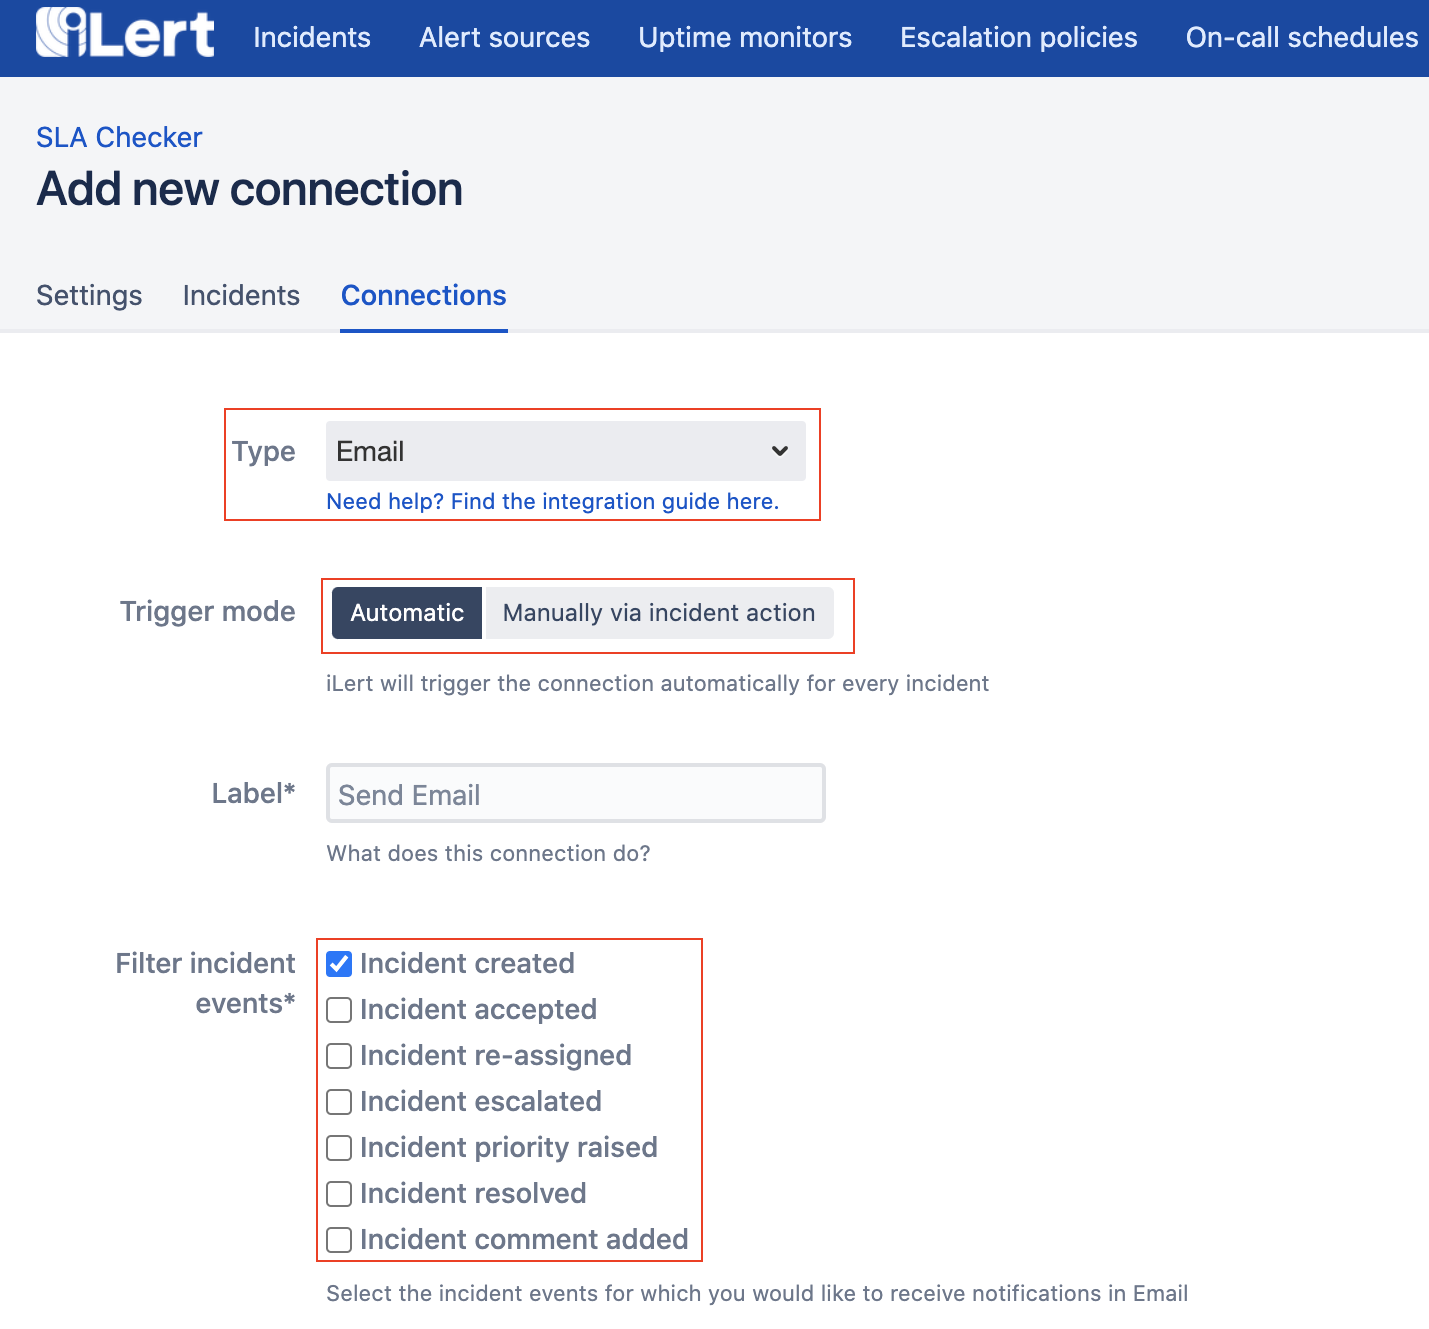 iLert Incidents Alert sources Uptime monitors Escalation policies On-call schedules
SLA Checker
Add new connection
Settings Incidents Connections
Type Email
Need help? Find the integration guide here.
Trigger mode Automatic Manually via incident action
iLert will trigger the connection automatically for every incident
Label* Send Email
What does this connection do?
Filter incident events*
Incident created
Incident accepted
Incident re-assigned
Incident escalated
Incident priority raised
Incident resolved
Incident comment added
Select the incident events for which you would like to receive notifications in Email